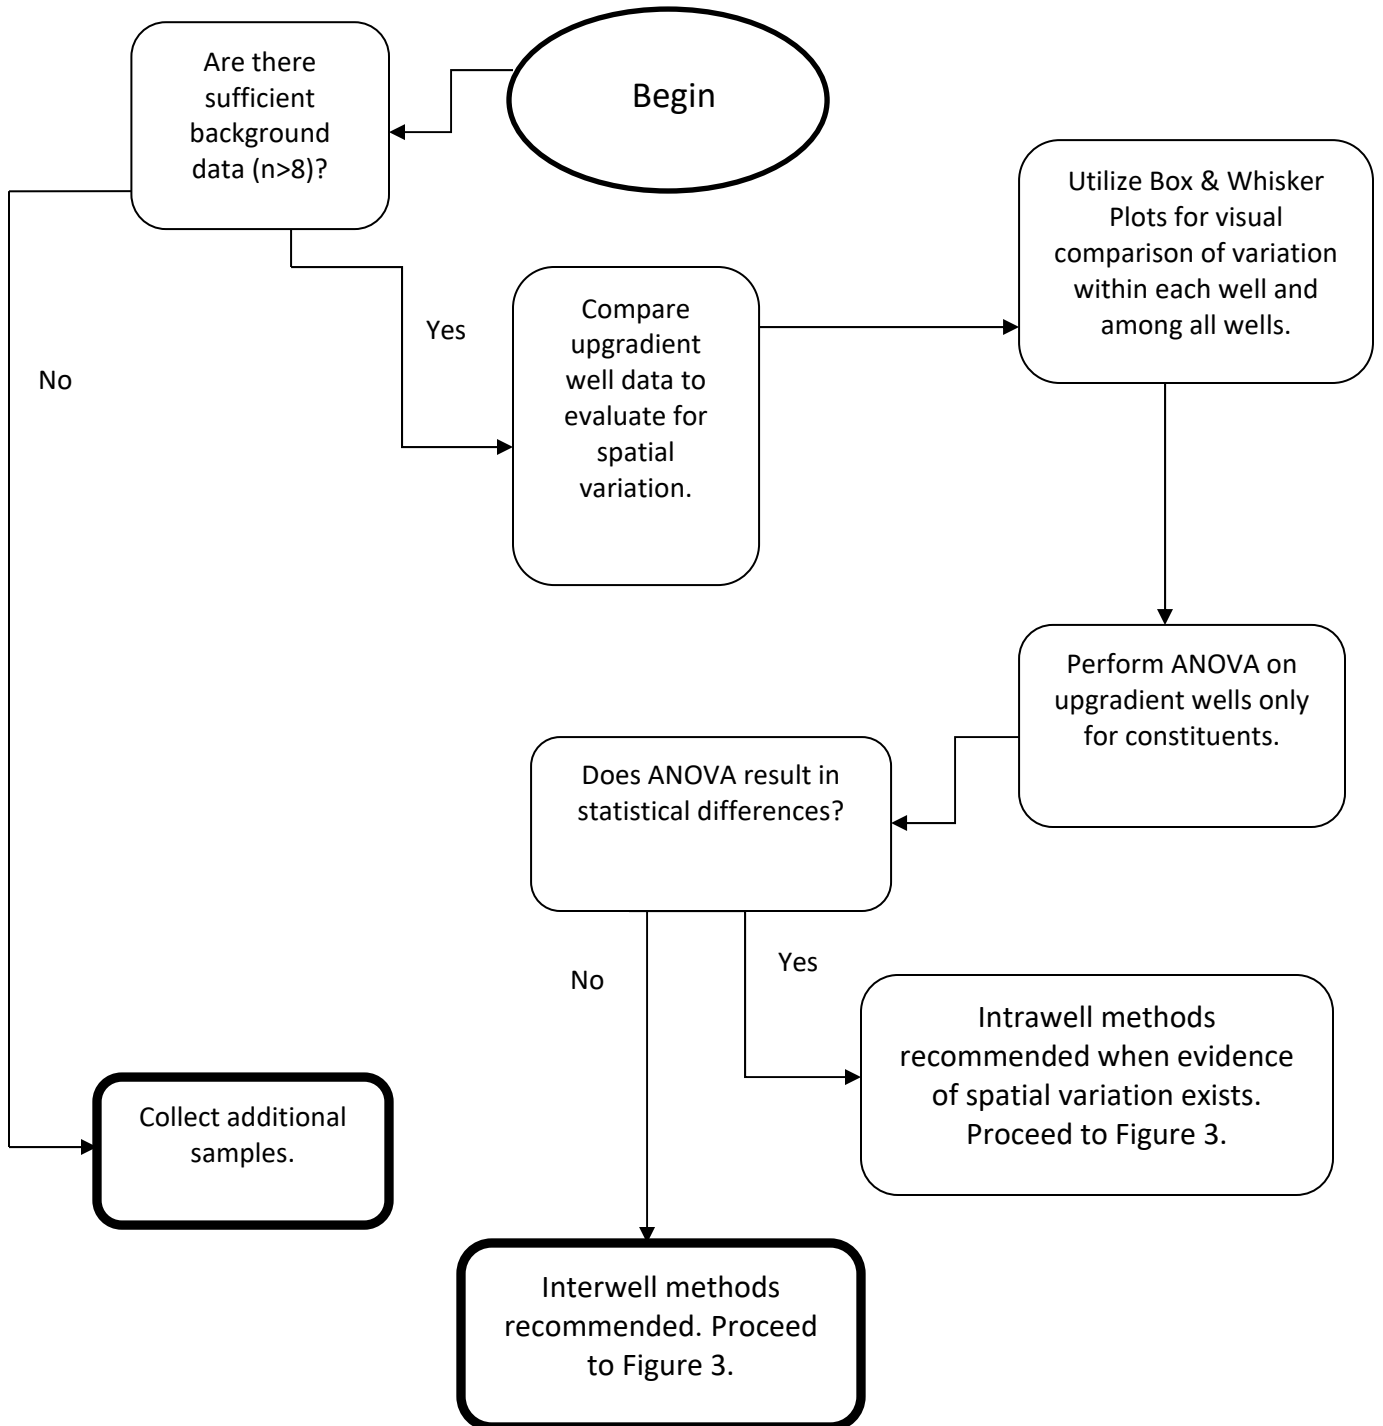 Begin
Are there
sufficient
background
data (n>8)?
No
Yes
Compare
upgradient
well data to
evaluate for
spatial
variation.
Utilize Box & Whisker
Plots for visual
comparison of variation
within each well and
among all wells.
Perform ANOVA on
upgradient wells only
for constituents.
Does ANOVA result in
statistical differences?
No
Yes
Intrawell methods
recommended when evidence
of spatial variation exists.
Proceed to Figure 3.
Collect additional
samples.
Interwell methods
recommended. Proceed
to Figure 3.